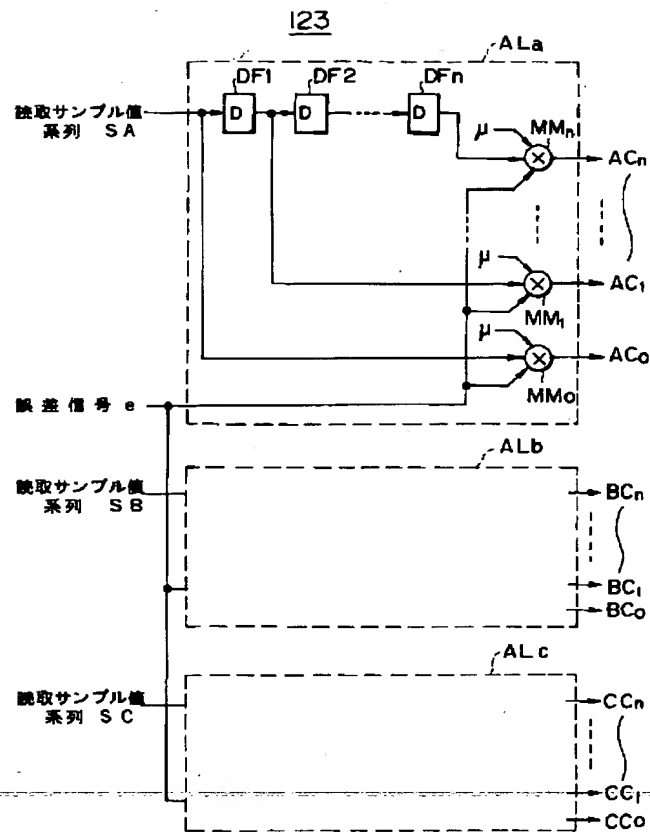 123
ALa
DF1 DF2 DFn
読取サンプル値
系列 SA
D D D
μ MMn
ACn
μ
AC1
MM1
μ
AC0
MM0
誤差信号 e
ALb
読取サンプル値
系列 SB
BCn
BC1
BC0
ALc
読取サンプル値
系列 SC
CCn
CC1
CC0